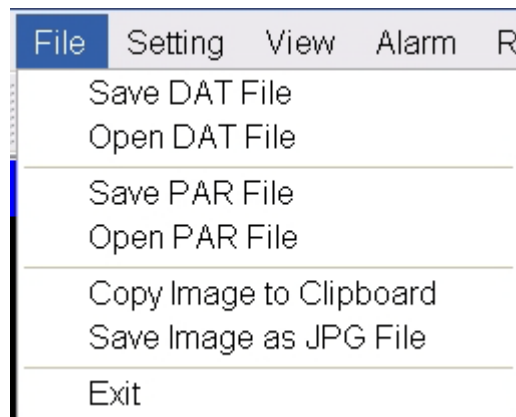 File Setting View Alarm R
Save DAT File
Open DAT File
Save PAR File
Open PAR File
Copy Image to Clipboard
Save Image as JPG File
Exit